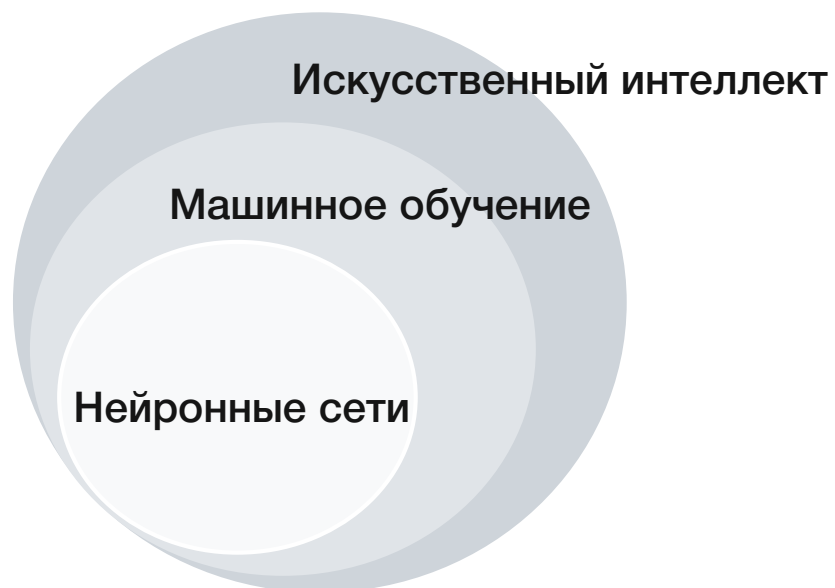 Искусственный интеллект
Машинное обучение
Нейронные сети